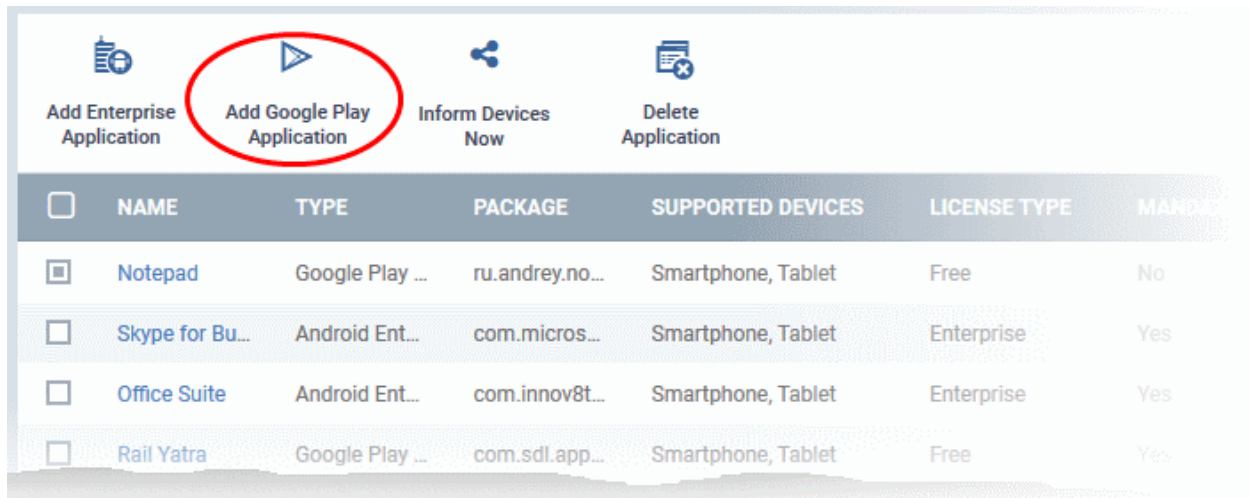 Add Enterprise Application
Add Google Play Application
Inform Devices Now
Delete Application
NAME TYPE PACKAGE SUPPORTED DEVICES LICENSE TYPE
Notepad Google Play ... ru.andrey.no... Smartphone, Tablet Free No
Skype for Bu... Android Ent... com.micros... Smartphone, Tablet Enterprise Yes
Office Suite Android Ent... com.innov8t... Smartphone, Tablet Enterprise Yes
Rail Yatra Google Play ... com.sdl.app... Smartphone, Tablet Free Yes